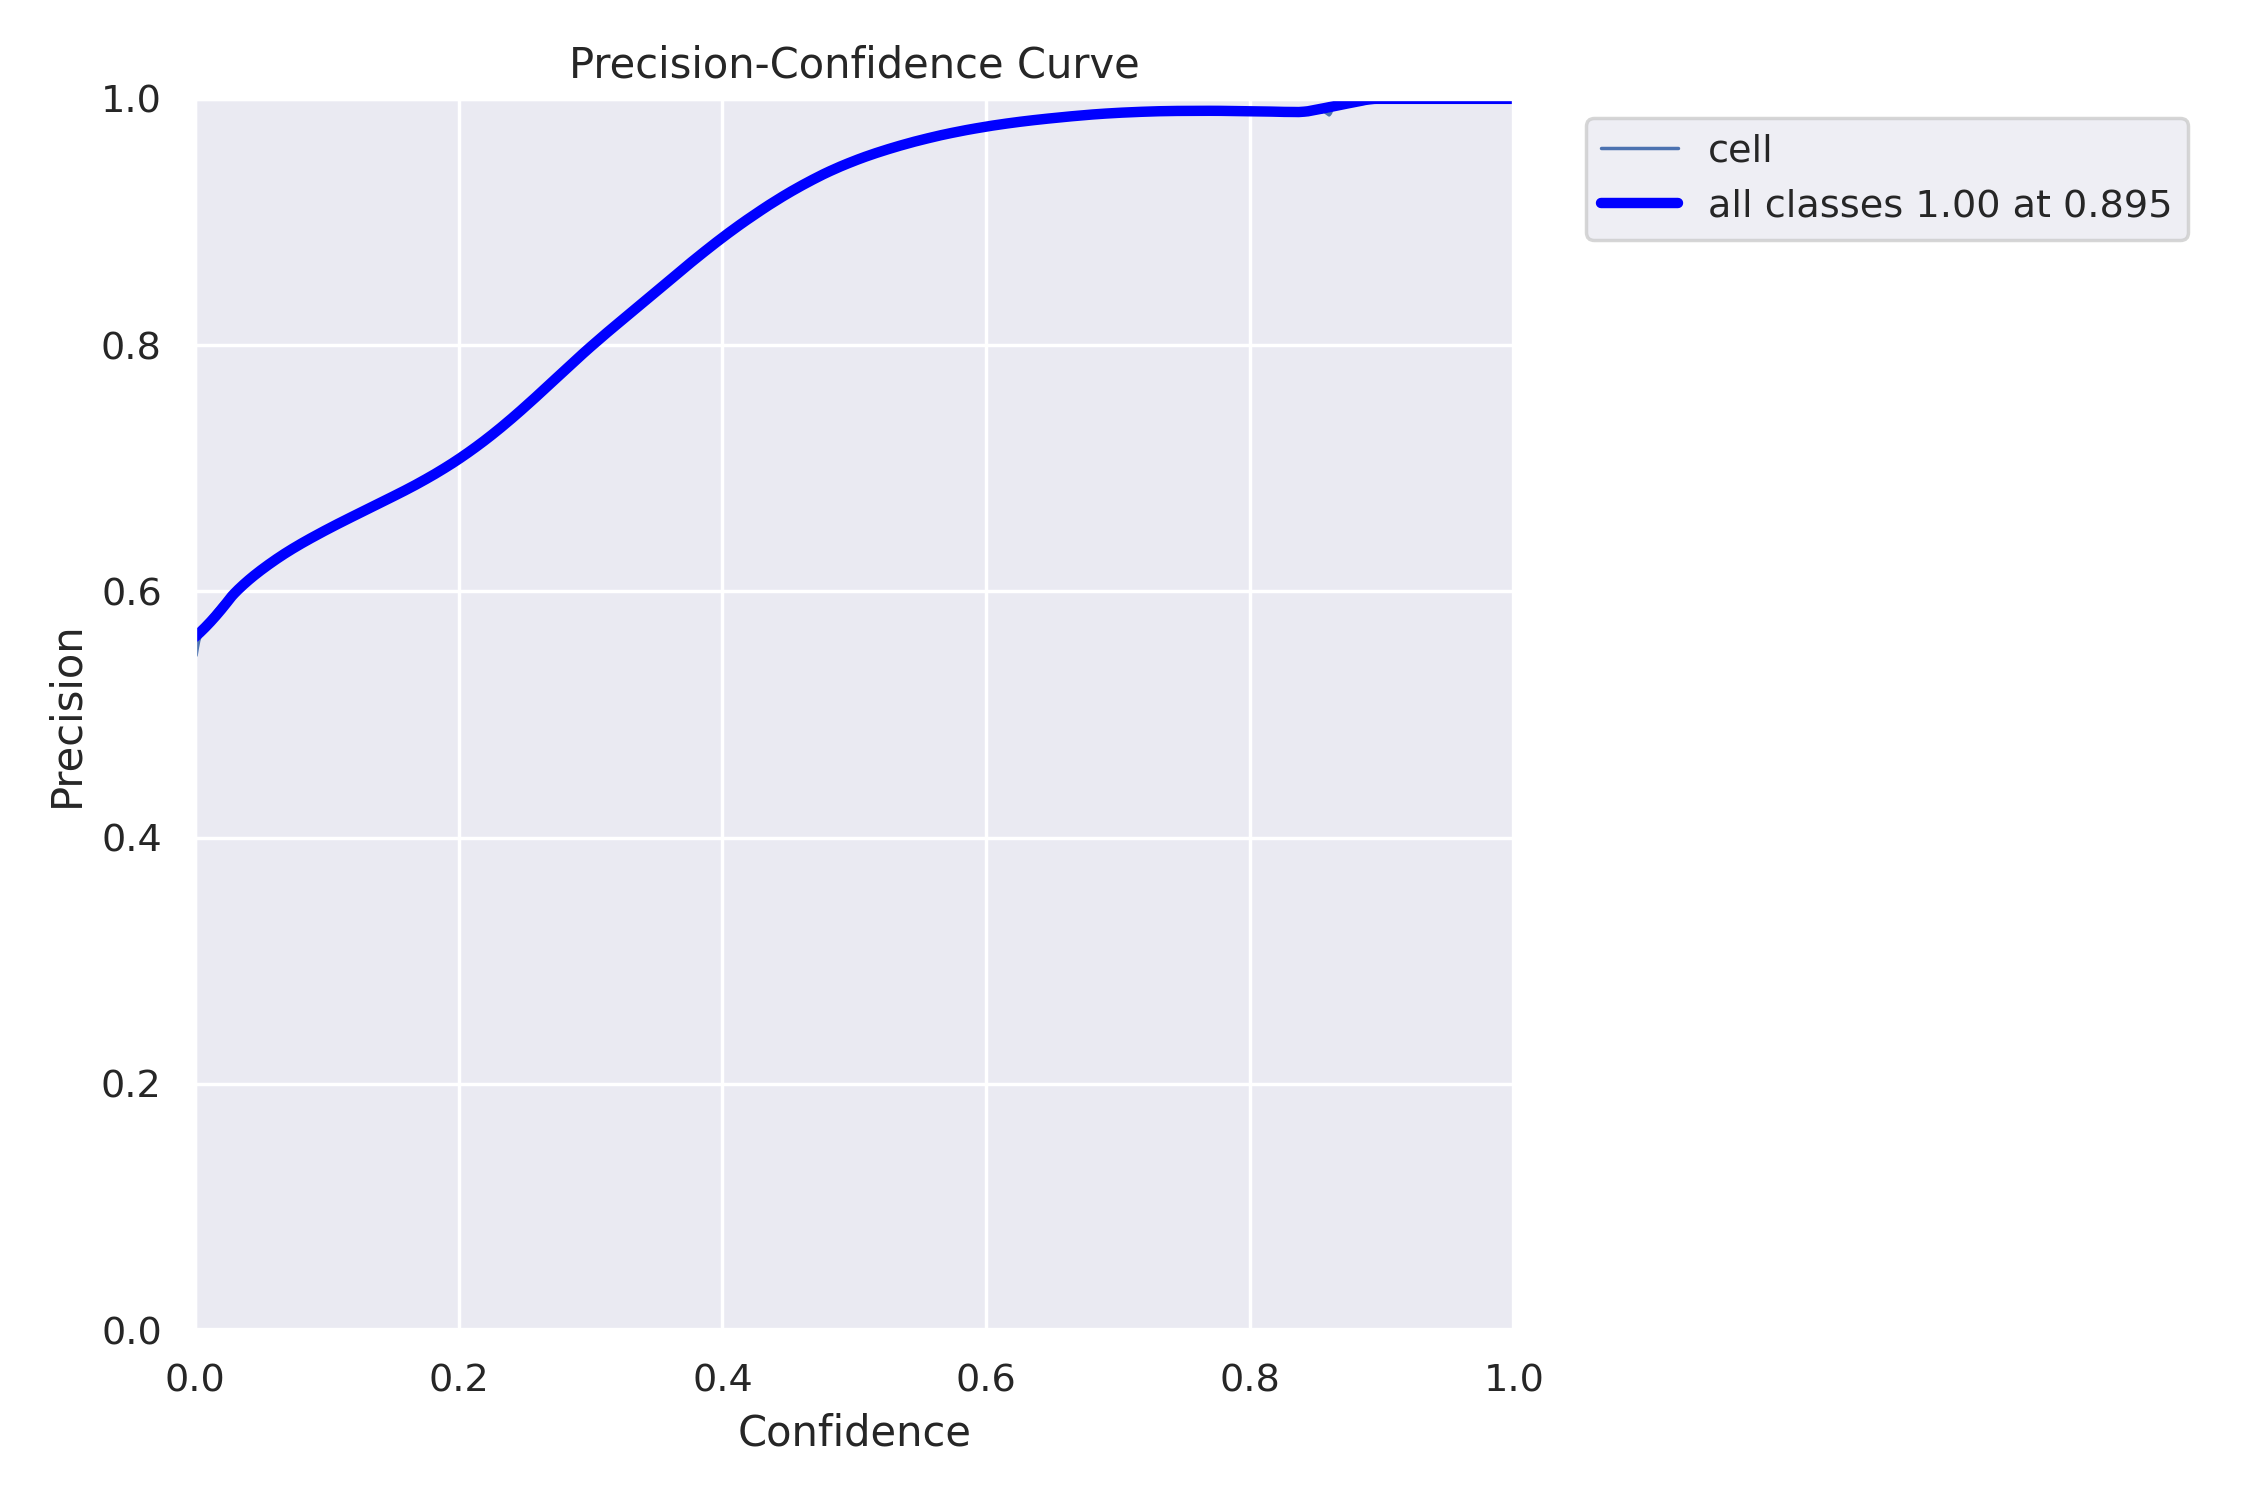 Precision-Confidence Curve
1.0
0.8
0.6
0.4
0.2
0.0
Precision
0.0 0.2 0.4 0.6 0.8 1.0
Confidence
cell
all classes 1.00 at 0.895